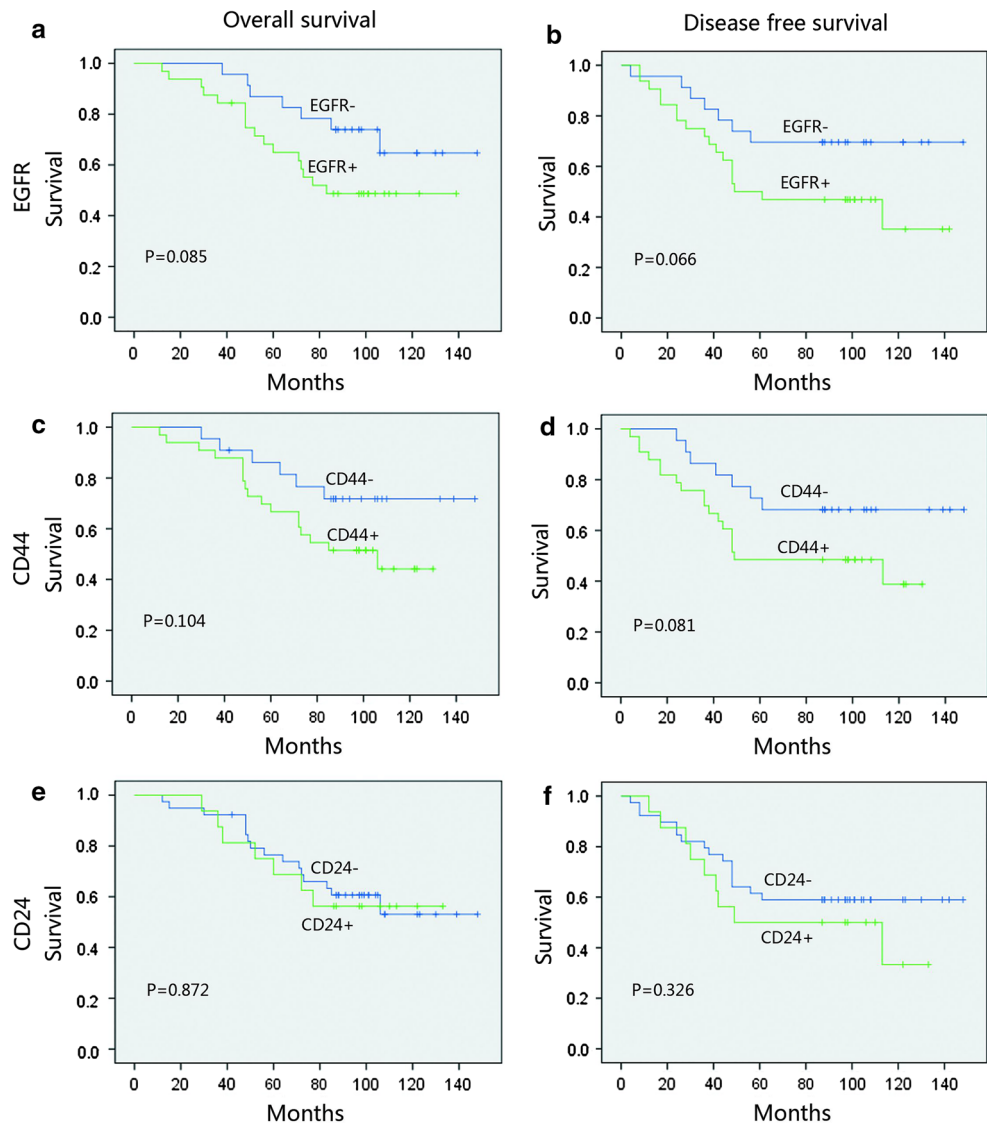 Overall survival
Disease free survival
a
1.0
0.8
0.6
0.4
0.2
0.0
EGFR
Survival
EGFR-
EGFR+
P=0.085
0 20 40 60 80 100 120 140
Months
b
1.0
0.8
0.6
0.4
0.2
0.0
Survival
EGFR-
EGFR+
P=0.066
0 20 40 60 80 100 120 140
Months
c
1.0
0.8
0.6
0.4
0.2
0.0
CD44
Survival
CD44-
CD44+
P=0.104
0 20 40 60 80 100 120 140
Months
d
1.0
0.8
0.6
0.4
0.2
0.0
Survival
CD44-
CD44+
P=0.081
0 20 40 60 80 100 120 140
Months
e
1.0
0.8
0.6
0.4
0.2
0.0
CD24
Survival
CD24-
CD24+
P=0.872
0 20 40 60 80 100 120 140
Months
f
1.0
0.8
0.6
0.4
0.2
0.0
Survival
CD24-
CD24+
P=0.326
0 20 40 60 80 100 120 140
Months